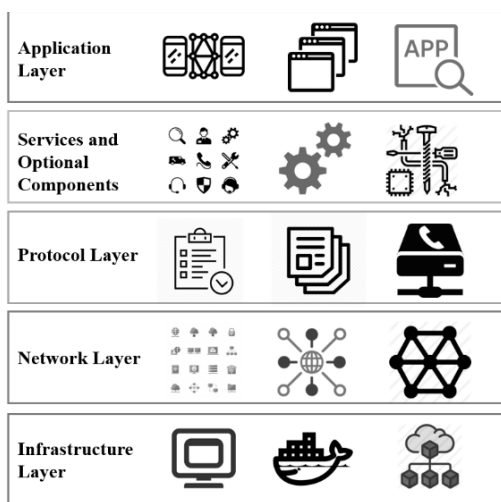 Application
Layer
APP
Services and
Optional
Components
Protocol Layer
Network Layer
Infrastructure
Layer